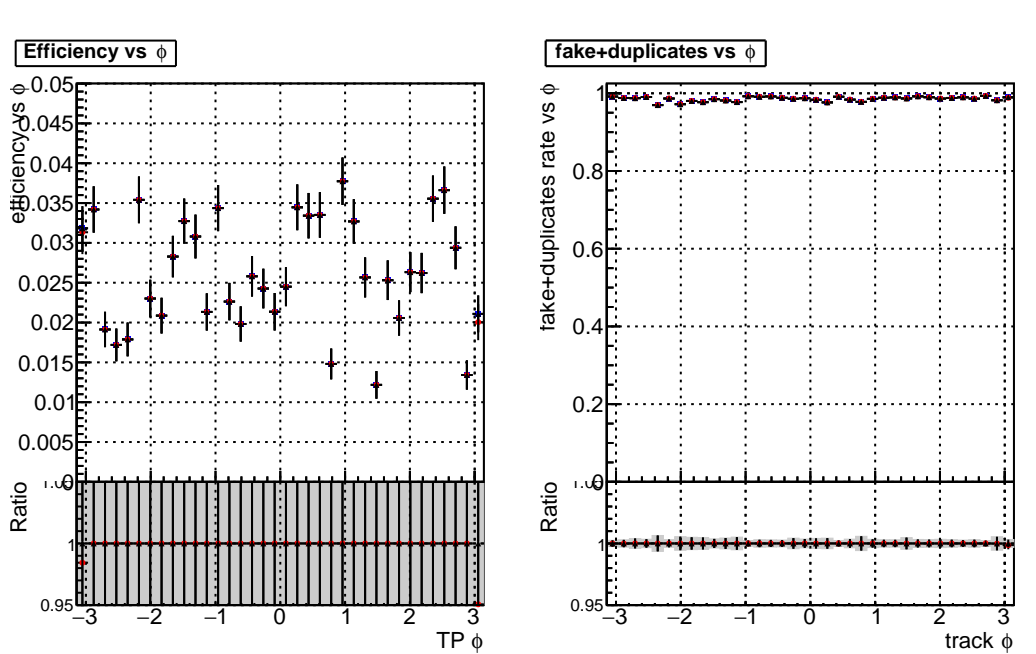 Efficiency vs ϕ
efficiency vs ϕ
0.05
0.045
0.04
0.035
0.03
0.025
0.02
0.015
0.01
0.005
0
Ratio
1
0.95
−3 −2 −1 0 1 2 3
TP ϕ
fake+duplicates vs ϕ
fake+duplicates rate vs ϕ
1
0.8
0.6
0.4
0.2
0
Ratio
1
0.95
−3 −2 −1 0 1 2 3
track ϕ